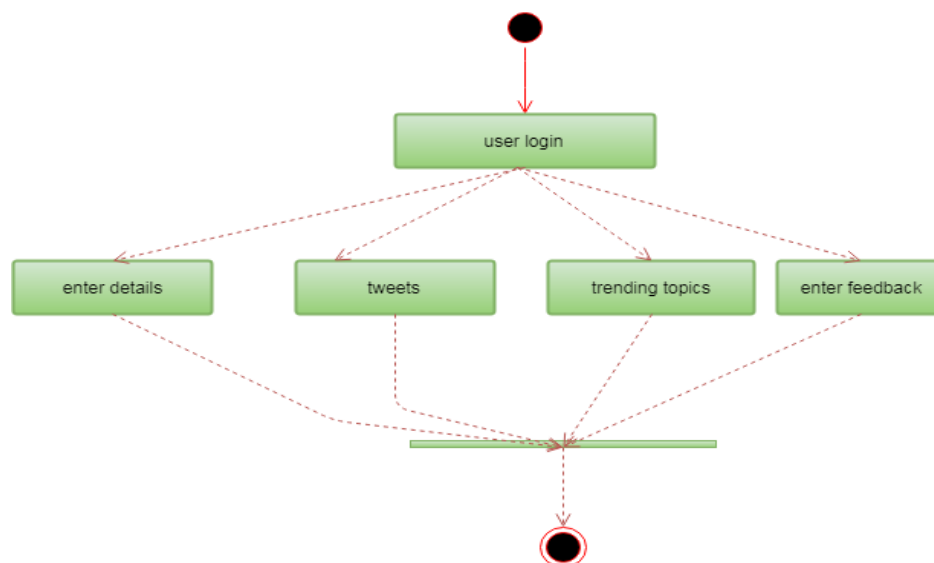 user login
enter details
tweets
trending topics
enter feedback